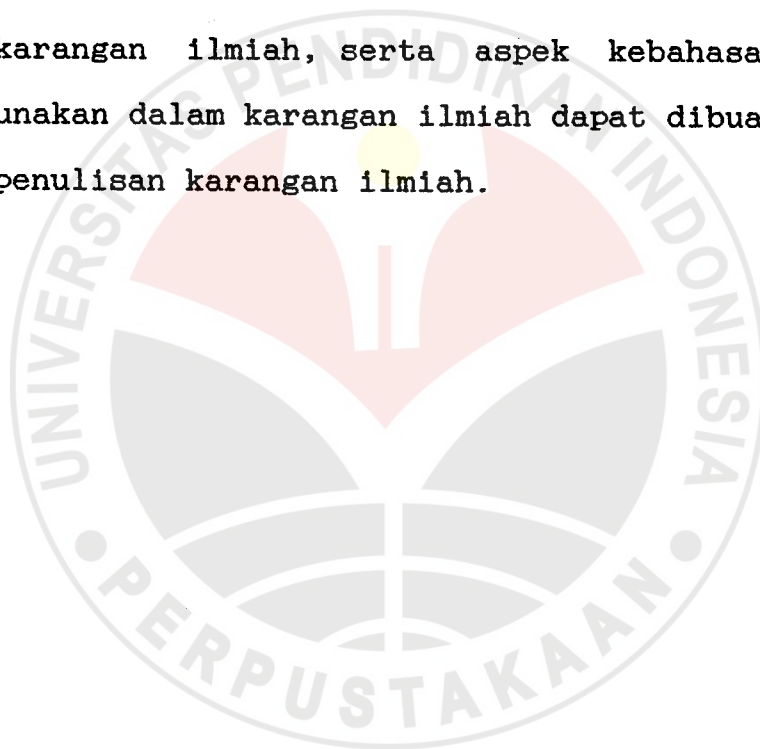 karangan ilmiah, serta aspek kebahasa
unakan dalam karangan ilmiah dapat dibua
penulisan karangan ilmiah.
UNIVERSITAS PENDIDIKAN INDONESIA
PERPUSTAKAAN